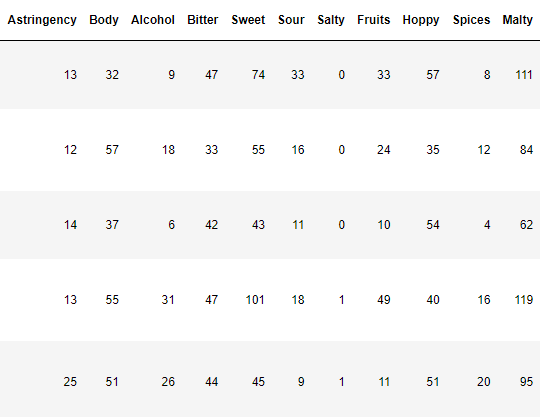 Astringency Body Alcohol Bitter Sweet Sour Salty Fruits Hoppy Spices Malty
13 32 9 47 74 33 0 33 57 8 111
12 57 18 33 55 16 0 24 35 12 84
14 37 6 42 43 11 0 10 54 4 62
13 55 31 47 101 18 1 49 40 16 119
25 51 26 44 45 9 1 11 51 20 95